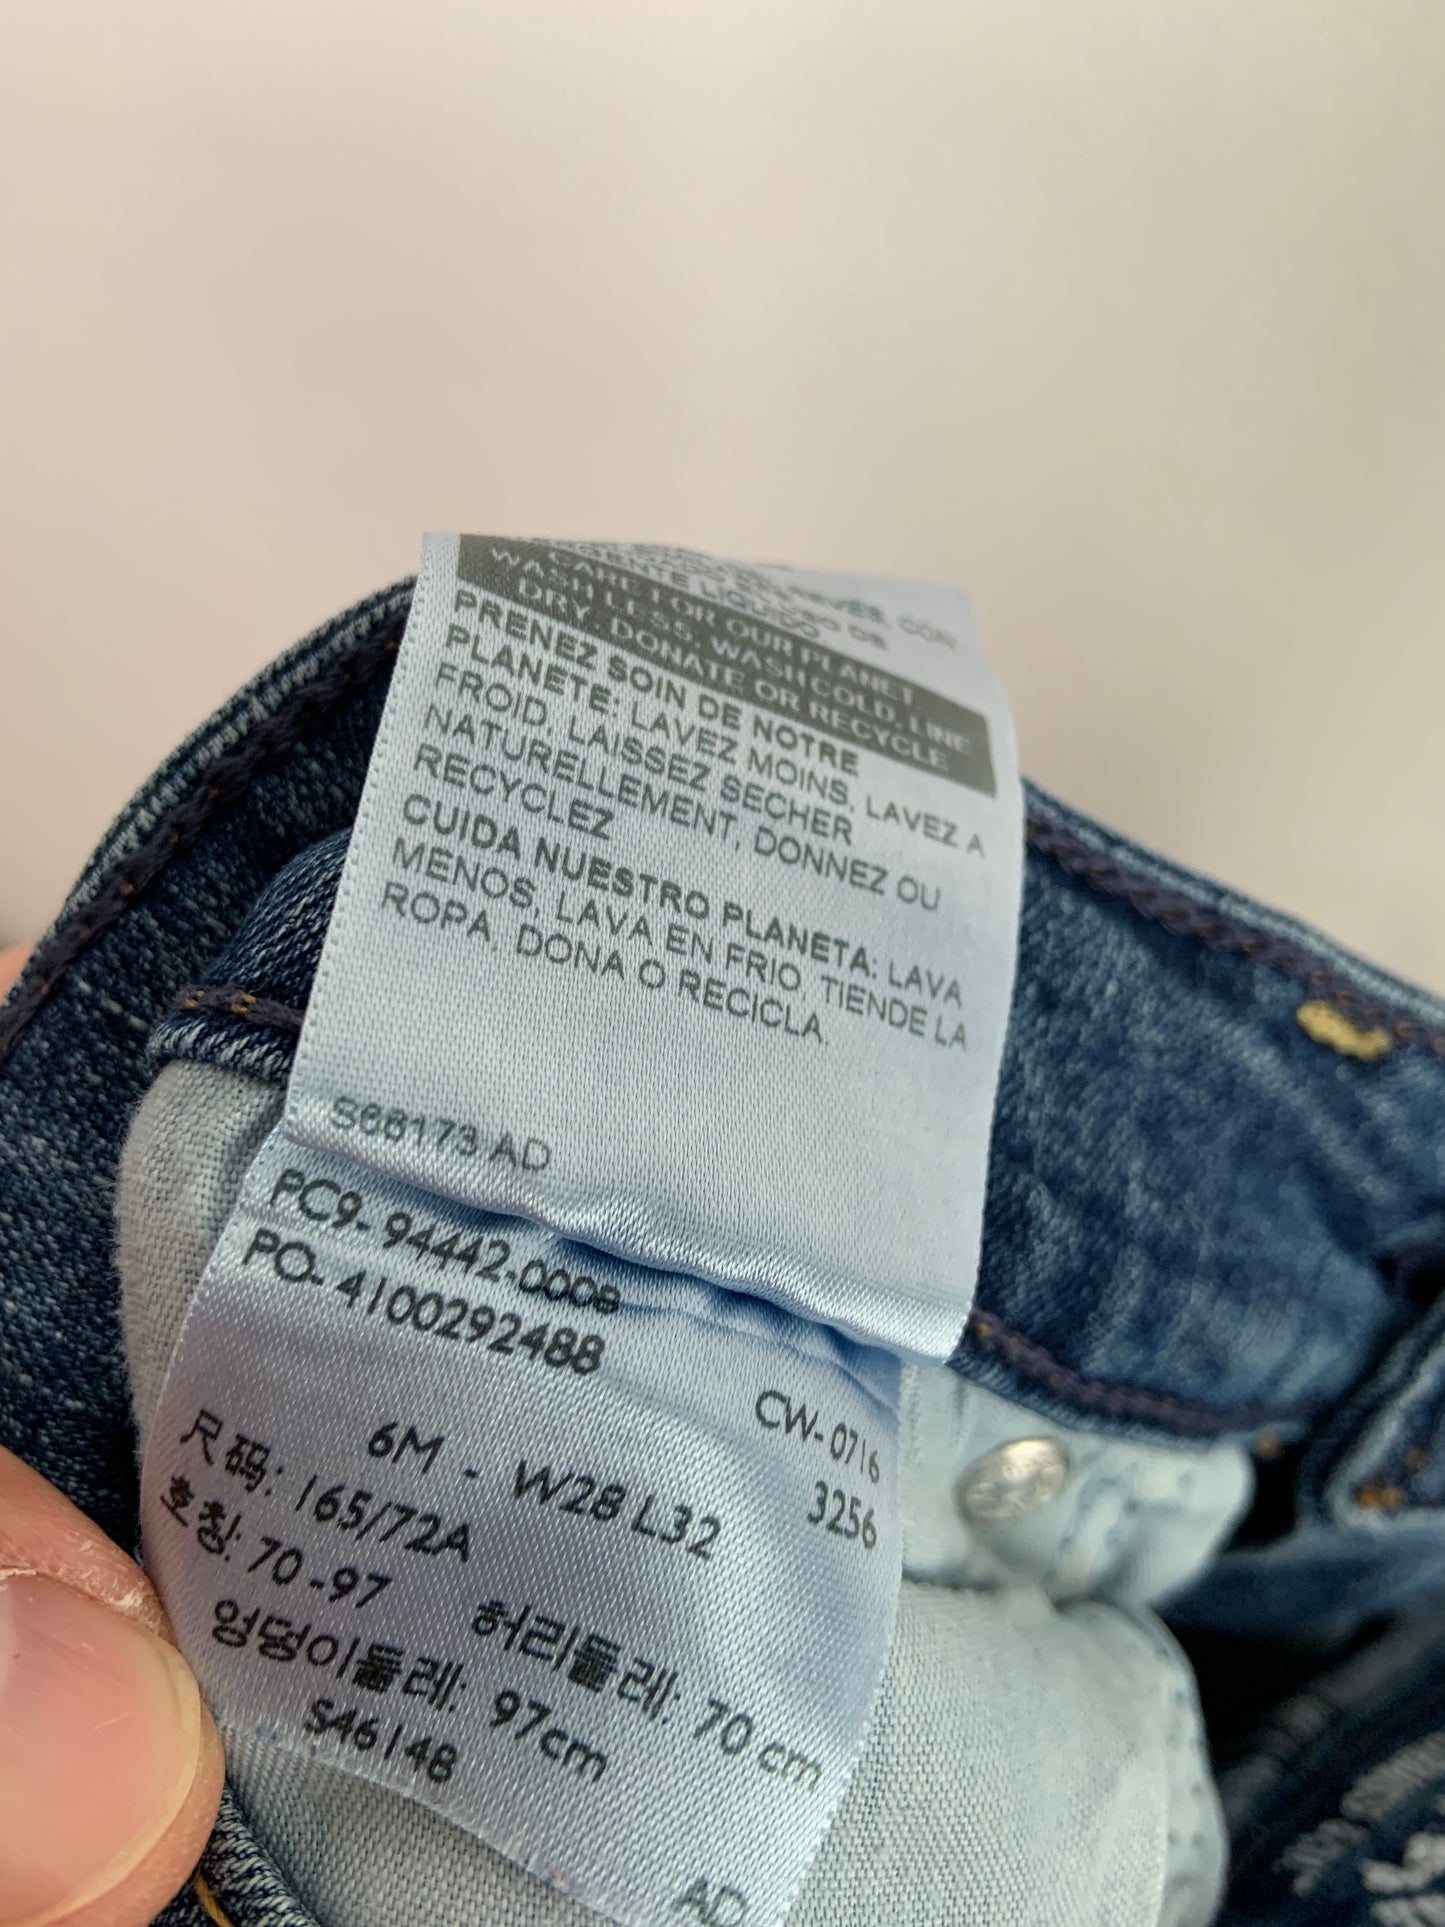 CARE FOR OUR PLANET
WASH LESS, WASH COLD, LINE
DRY, DONATE OR RECYCLE
PRENEZ SOIN DE NOTRE
PLANETE: LAVEZ MOINS, LAVEZ A
FROID, LAISSEZ SECHER
NATURELLEMENT, DONNEZ OU
RECYCLEZ
CUIDA NUESTRO PLANETA: LAVA
MENOS, LAVA EN FRIO, TIENDE LA
ROPA, DONA O RECICLA
S66173 AD
PC9-94442-0008
PO-4100292488
CW-0716
6M - W28 L32
3256
尺码: 165/72A
호칭: 70-97
허리둘레: 70 cm
엉덩이둘레: 97cm
S46148
AD